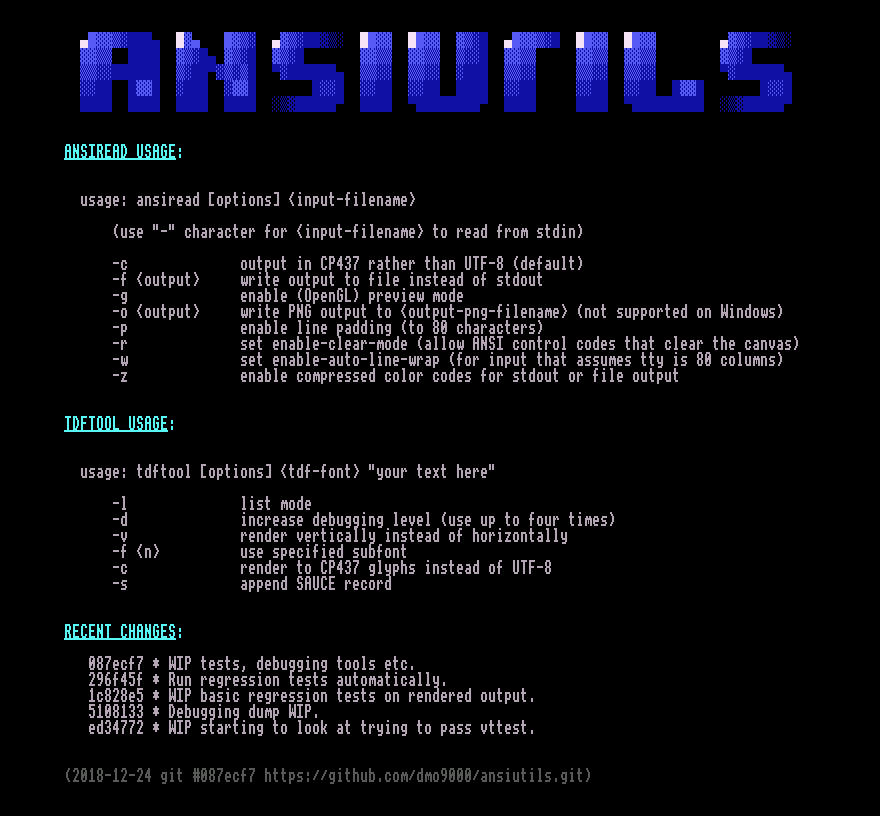 ANSIUTILS
ANSIREAD USAGE:
usage: ansiread [options] <input-filename>
(use "-" character for <input-filename> to read from stdin)
-c output in CP437 rather than UTF-8 (default)
-f <output> write output to file instead of stdout
-g enable (OpenGL) preview mode
-o <output> write PNG output to <output-png-filename> (not supported on Windows)
-p enable line padding (to 80 characters)
-r set enable-clear-mode (allow ANSI control codes that clear the canvas)
-w set enable-auto-line-wrap (for input that assumes tty is 80 columns)
-z enable compressed color codes for stdout or file output
TDFTOOL USAGE:
usage: tdftool [options] <tdf-font> "your text here"
-l list mode
-d increase debugging level (use up to four times)
-v render vertically instead of horizontally
-f <n> use specified subfont
-c render to CP437 glyphs instead of UTF-8
-s append SAUCE record
RECENT CHANGES:
087ecf7 * WIP tests, debugging tools etc.
296f45f * Run regression tests automatically.
1c828e5 * WIP basic regression tests on rendered output.
5108133 * Debugging dump WIP.
ed34772 * WIP starting to look at trying to pass vttest.
(2018-12-24 git #087ecf7 https://github.com/dmo9000/ansiutils.git)